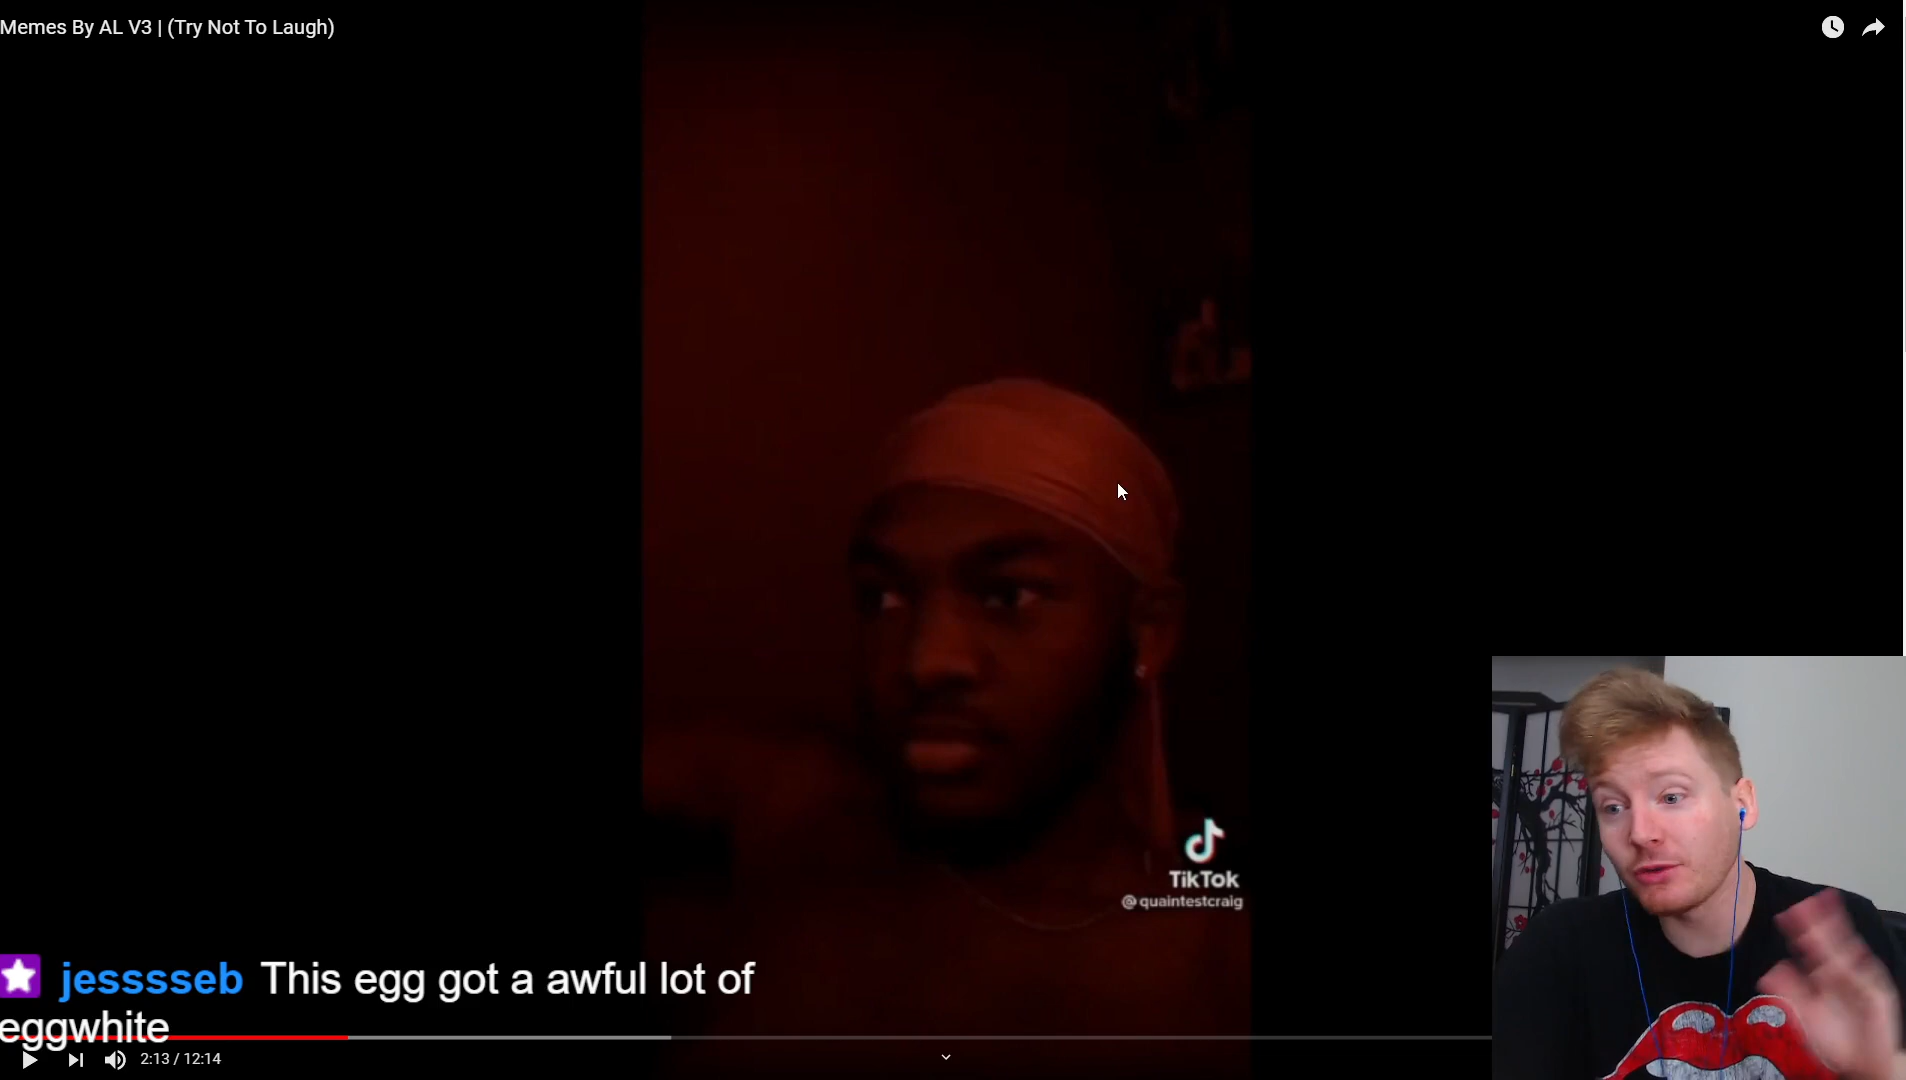 Memes By AL V3 | (Try Not To Laugh)
TikTok
@quaintestcraig
jesssseb This egg got a awful lot of
eggwhite
2:13 / 12:14